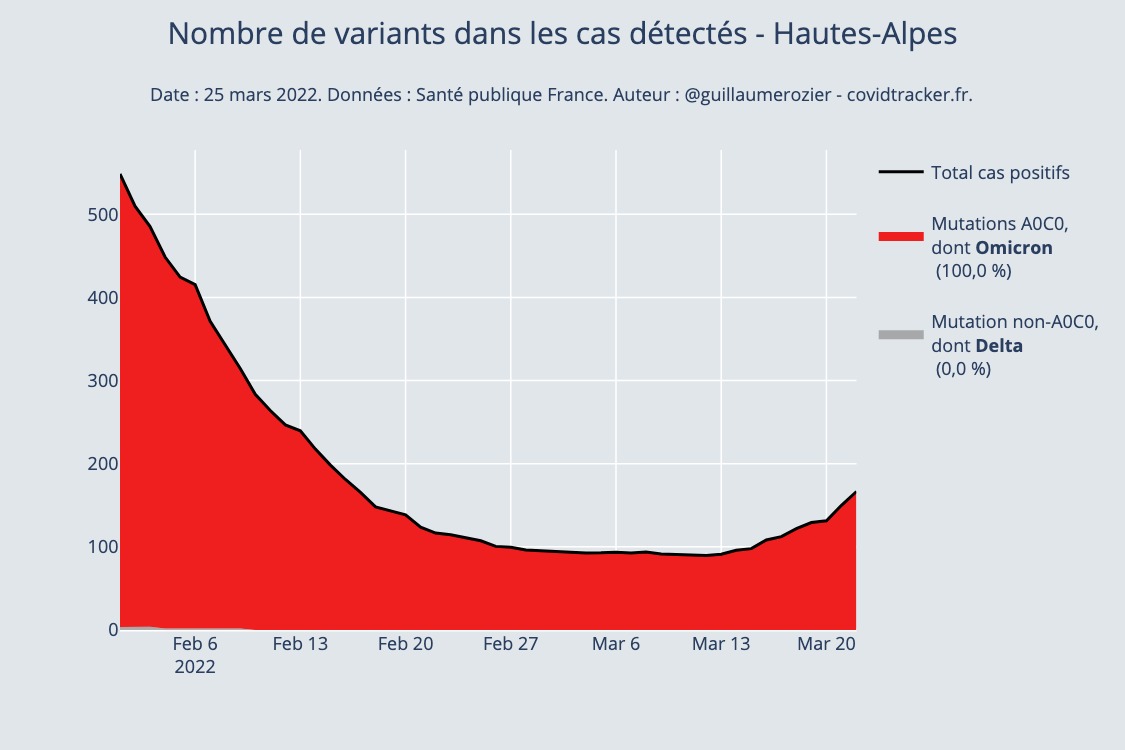 Nombre de variants dans les cas détectés - Hautes-Alpes
Date : 25 mars 2022. Données : Santé publique France. Auteur : @guillaumerozier - covidtracker.fr.
Total cas positifs
Mutations A0C0,
dont Omicron
(100,0 %)
Mutation non-A0C0,
dont Delta
(0,0 %)
500
400
300
200
100
0
Feb 6
2022
Feb 13
Feb 20
Feb 27
Mar 6
Mar 13
Mar 20